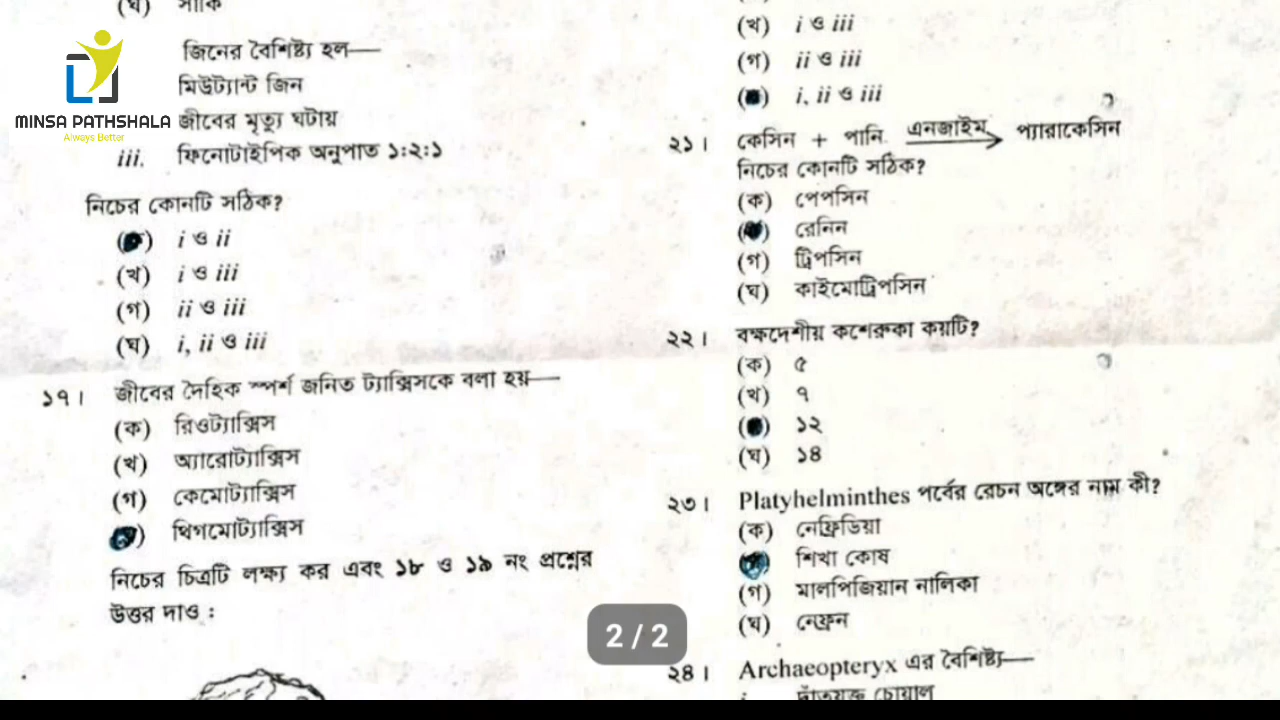 (ঘ) সাকি
জিনের বৈশিষ্ট্য হল—
মিউট্যান্ট জিন
জীবের মৃত্যু ঘটায়
iii. ফিনোটাইপিক অনুপাত ১:২:১
নিচের কোনটি সঠিক?
i ও ii
(খ) i ও iii
(গ) ii ও iii
(ঘ) i, ii ও iii
১৭। জীবের দৈহিক স্পর্শ জনিত ট্যাক্সিসকে বলা হয়—
(ক) রিওট্যাক্সিস
(খ) অ্যারোট্যাক্সিস
(গ) কেমোট্যাক্সিস
থিগমোট্যাক্সিস
নিচের চিত্রটি লক্ষ্য কর এবং ১৮ ও ১৯ নং প্রশ্নের
উত্তর দাও :
MINSA PATHSHALA
Always Better
(খ) i ও iii
(গ) ii ও iii
i, ii ও iii
২১। কেসিন + পানি এনজাইম প্যারাকেসিন
নিচের কোনটি সঠিক?
(ক) পেপসিন
রেনিন
(গ) ট্রিপসিন
(ঘ) কাইমোট্রিপসিন
২২। বক্ষদেশীয় কশেরুকা কয়টি?
(ক) ৫
(খ) ৭
১২
(ঘ) ১৪
২৩। Platyhelminthes পর্বের রেচন অঙ্গের নাম কী?
(ক) নেফ্রিডিয়া
শিখা কোষ
(গ) মালপিজিয়ান নালিকা
(ঘ) নেফ্রন
২৪। Archaeopteryx এর বৈশিষ্ট্য—
i. দাঁতযুক্ত চোয়াল
2 / 2